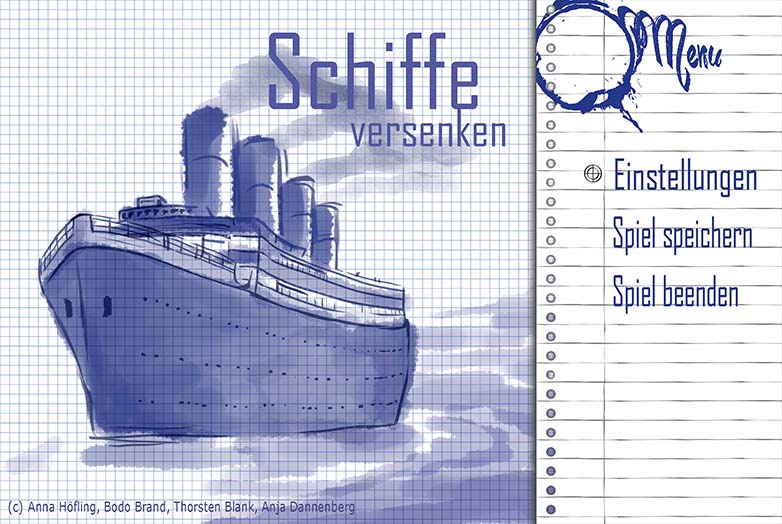 Schiffe
versenken
Menu
Einstellungen
Spiel speichern
Spiel beenden
(c) Anna Höfling, Bodo Brand, Thorsten Blank, Anja Dannenberg